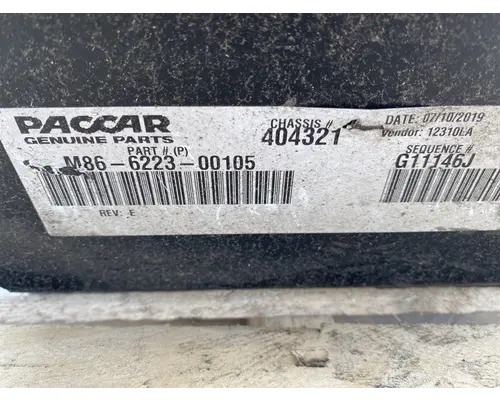 PACCAR
GENUINE PARTS
PART #. (P)
M86-6223-00105
REV: E
CHASSIS #
404321
DATE: 07/10/2019
Vendor: 12310LA
SEQUENCE #
G11146J